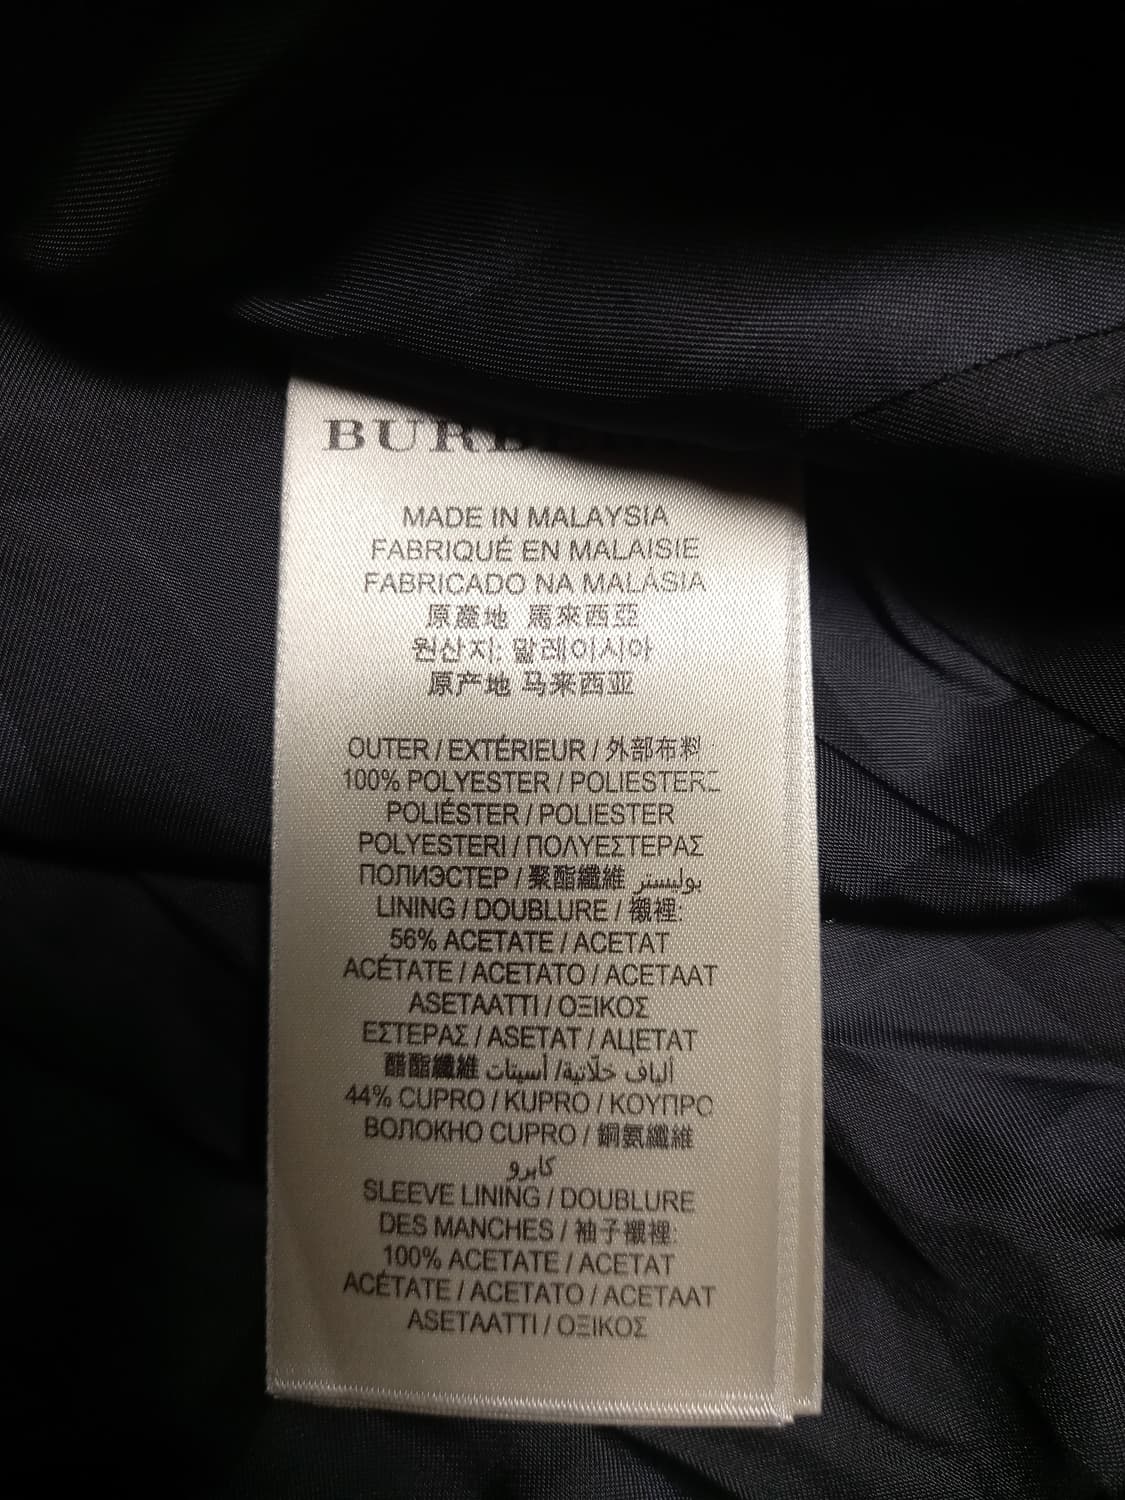 MADE IN MALAYSIA
FABRIQUÉ EN MALAISIE
FABRICADO NA MALÁSIA
原產地 馬來西亞
원산지: 말레이시아
原产地 马来西亚
OUTER / EXTÉRIEUR / 外部布料
100% POLYESTER / POLIESTERE
POLIÉSTER / POLIESTER
POLYESTERI / ΠΟΛΥΕΣΤΕΡΑΣ
ПОЛИЭСТЕР / 聚酯纖維 بوليستر
LINING / DOUBLURE / 襯裡:
56% ACETATE / ACETAT
ACÉTATE / ACETATO / ACETAAT
ASETAATTI / ΟΞΙΚΟΣ
ΕΣΤΕΡΑΣ / ASETAT / АЦЕТАТ
醋酯纖維 ألياف خلّاتية/ أسيتات
44% CUPRO / KUPRO / ΚΟΥΠΡΟ
ВОЛОКНО CUPRO / 銅氨纖維
كابرو
SLEEVE LINING / DOUBLURE
DES MANCHES / 袖子襯裡:
100% ACETATE / ACETAT
ACÉTATE / ACETATO / ACETAAT
ASETAATTI / ΟΞΙΚΟΣ